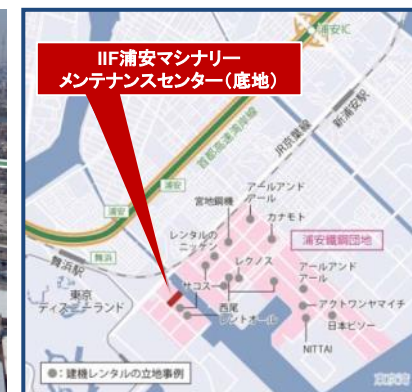 IIF浦安マシナリー
メンテナンスセンター（底地）
浦安IC
新浦安駅
JR京葉線
首都高速湾岸線
浦安
アールアンド
アール
宮地鋼機
カナモト
レンタルの
ニッケン
浦安鐵鋼団地
舞浜
舞浜駅
レクノス
アールアンド
アール
東京
ディズニーランド
サコス
西尾
レントオール
アクトワンヤマイチ
日本ビソー
NITTAI
●：建機レンタルの立地事例
東京湾